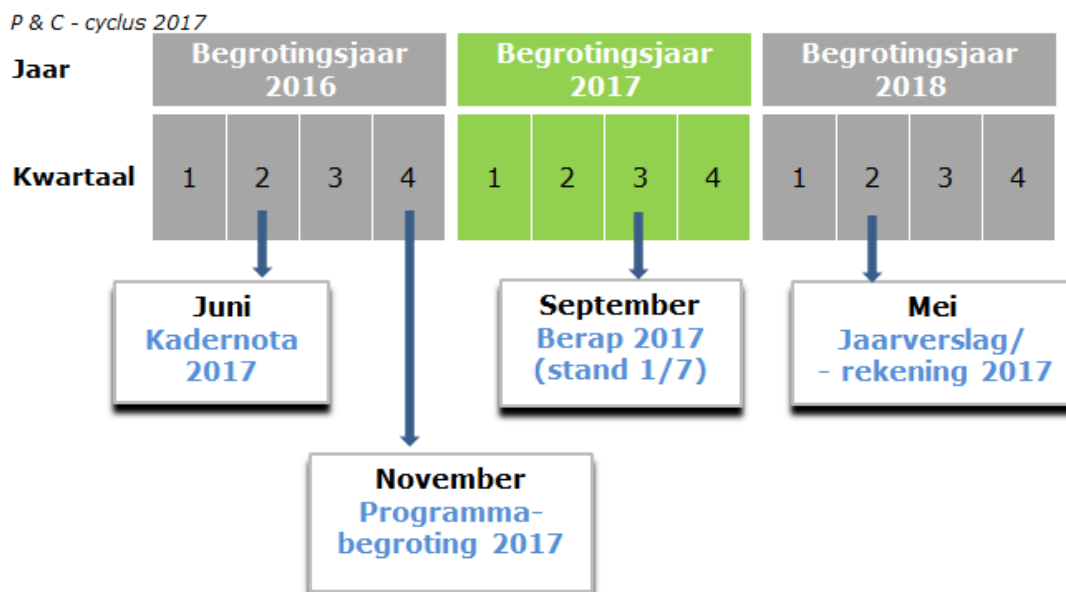 P & C - cyclus 2017
Jaar
Begrotingsjaar
2016
Begrotingsjaar
2017
Begrotingsjaar
2018
Kwartaal
1 2 3 4 1 2 3 4 1 2 3 4
Juni
Kadernota
2017
November
Programma-
begroting 2017
September
Berap 2017
(stand 1/7)
Mei
Jaarverslag/
- rekening 2017